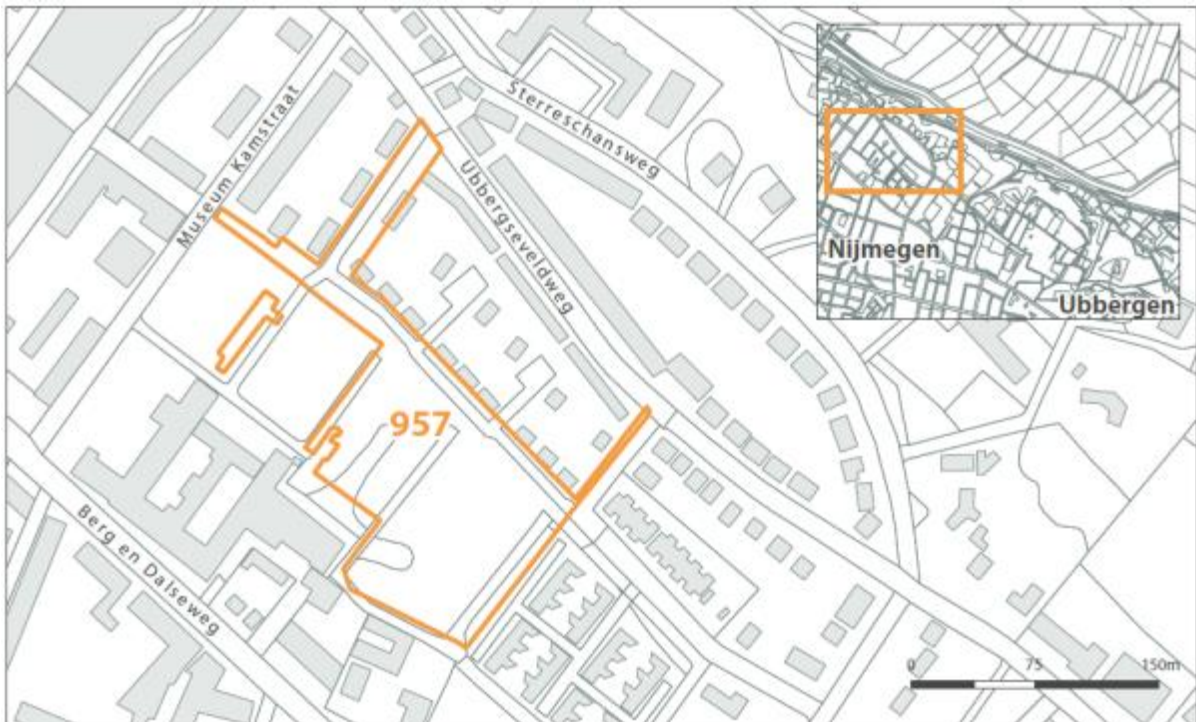 Sterreschansweg
Museum Kamstraat
Ubbergseveldweg
Nijmegen
Ubbergen
957
Berg en Dalseweg
0 75 150m